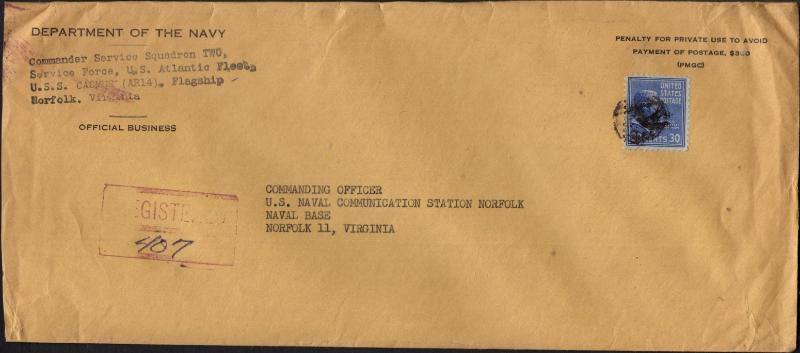 DEPARTMENT OF THE NAVY
Commander Service Squadron TWO,
Service Force, U.S. Atlantic Fleet,
U.S.S. CADMUS (AR14), Flagship
Norfolk, Virginia
OFFICIAL BUSINESS
PENALTY FOR PRIVATE USE TO AVOID
PAYMENT OF POSTAGE, $300
(PMGC)
UNITED
STATES
POSTAGE
CENTS 30
REGISTERED
407
COMMANDING OFFICER
U.S. NAVAL COMMUNICATION STATION NORFOLK
NAVAL BASE
NORFOLK 11, VIRGINIA